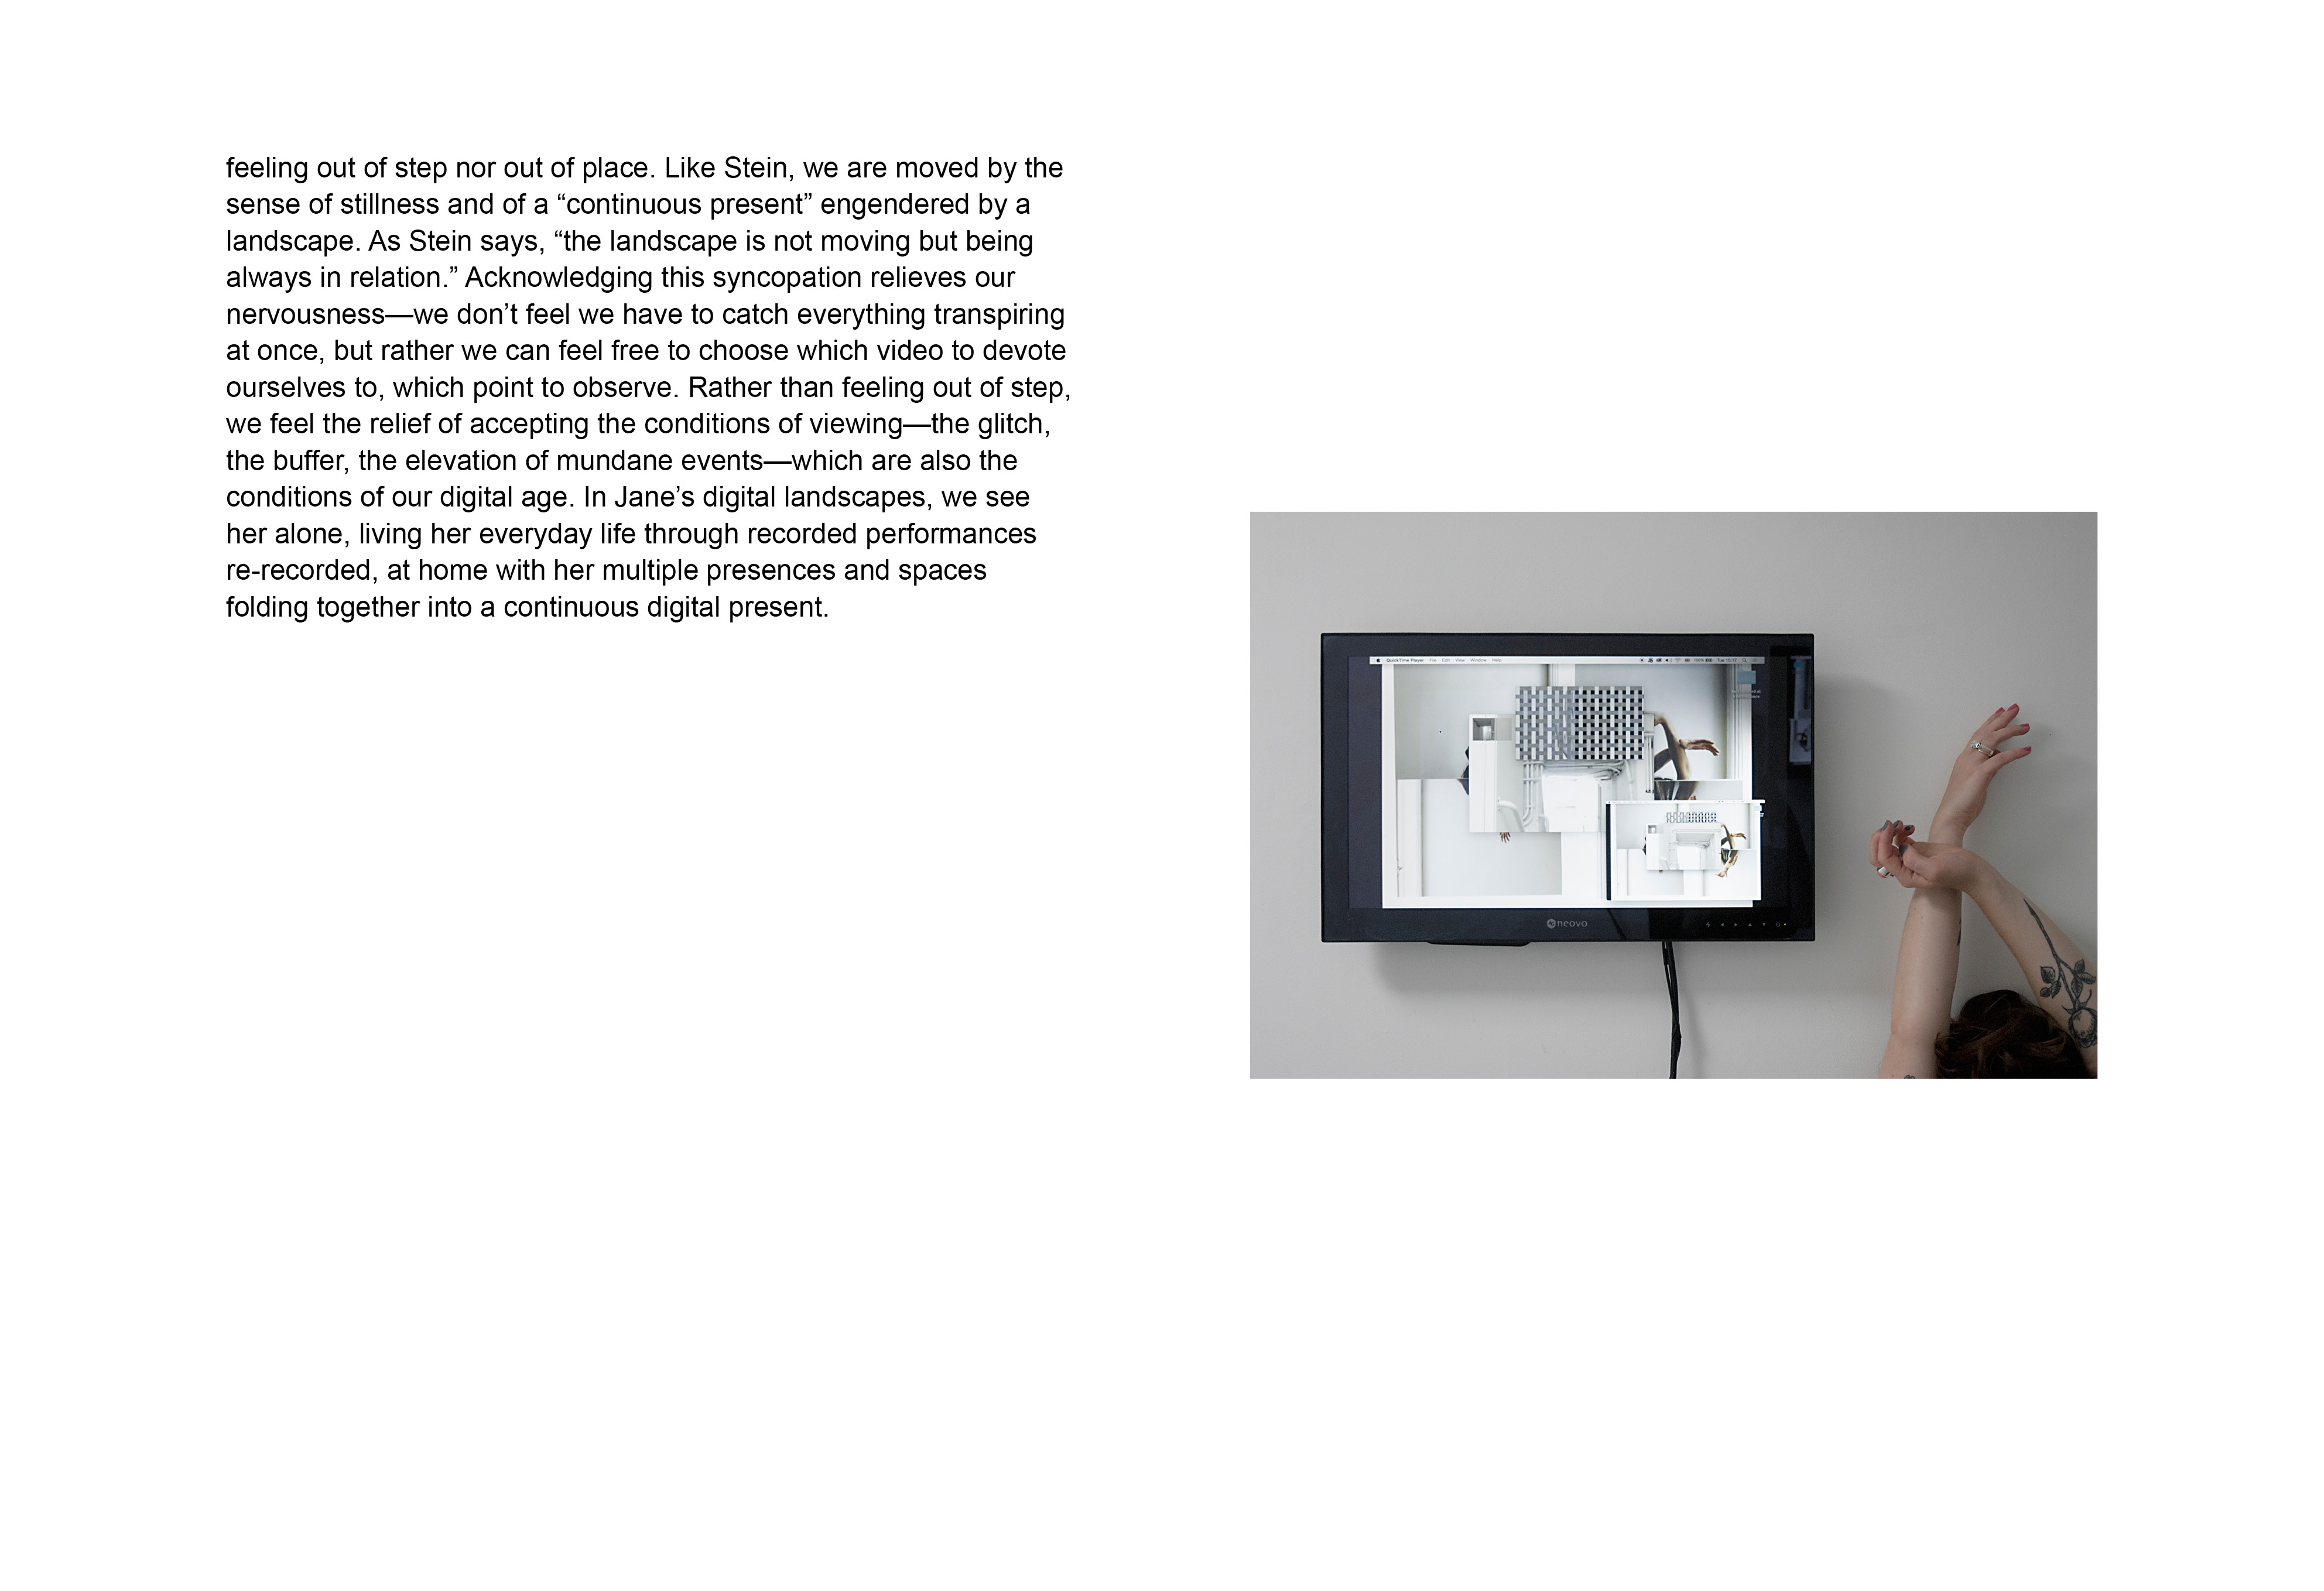 feeling out of step nor out of place. Like Stein, we are moved by the
sense of stillness and of a “continuous present” engendered by a
landscape. As Stein says, “the landscape is not moving but being
always in relation.” Acknowledging this syncopation relieves our
nervousness—we don’t feel we have to catch everything transpiring
at once, but rather we can feel free to choose which video to devote
ourselves to, which point to observe. Rather than feeling out of step,
we feel the relief of accepting the conditions of viewing—the glitch,
the buffer, the elevation of mundane events—which are also the
conditions of our digital age. In Jane’s digital landscapes, we see
her alone, living her everyday life through recorded performances
re-recorded, at home with her multiple presences and spaces
folding together into a continuous digital present.
QuickTime Player File Edit View Window Help
neovo